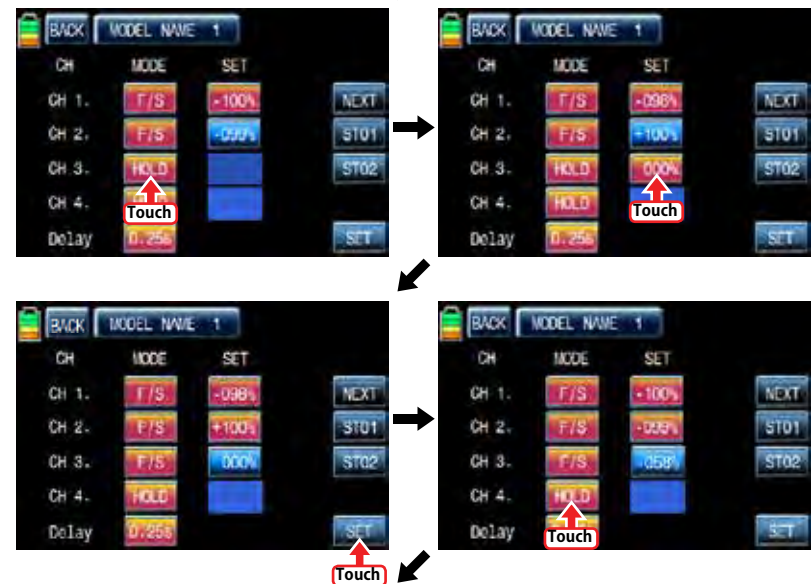 BACK MODEL NAME 1
CH MODE SET
CH 1. F/S -100% NEXT
CH 2. F/S -099% ST01
CH 3. HOLD ST02
CH 4.
Touch
Delay 0.25s SET
BACK MODEL NAME 1
CH MODE SET
CH 1. F/S -098% NEXT
CH 2. F/S +100% ST01
CH 3. HOLD 000% ST02
CH 4. HOLD
Touch
Delay 0.25s SET
BACK MODEL NAME 1
CH MODE SET
CH 1. F/S -098% NEXT
CH 2. F/S +100% ST01
CH 3. F/S 000% ST02
CH 4. HOLD
Delay 0.25s SET
Touch
BACK MODEL NAME 1
CH MODE SET
CH 1. F/S -100% NEXT
CH 2. F/S -099% ST01
CH 3. F/S -058% ST02
CH 4. HOLD
Delay SET
Touch